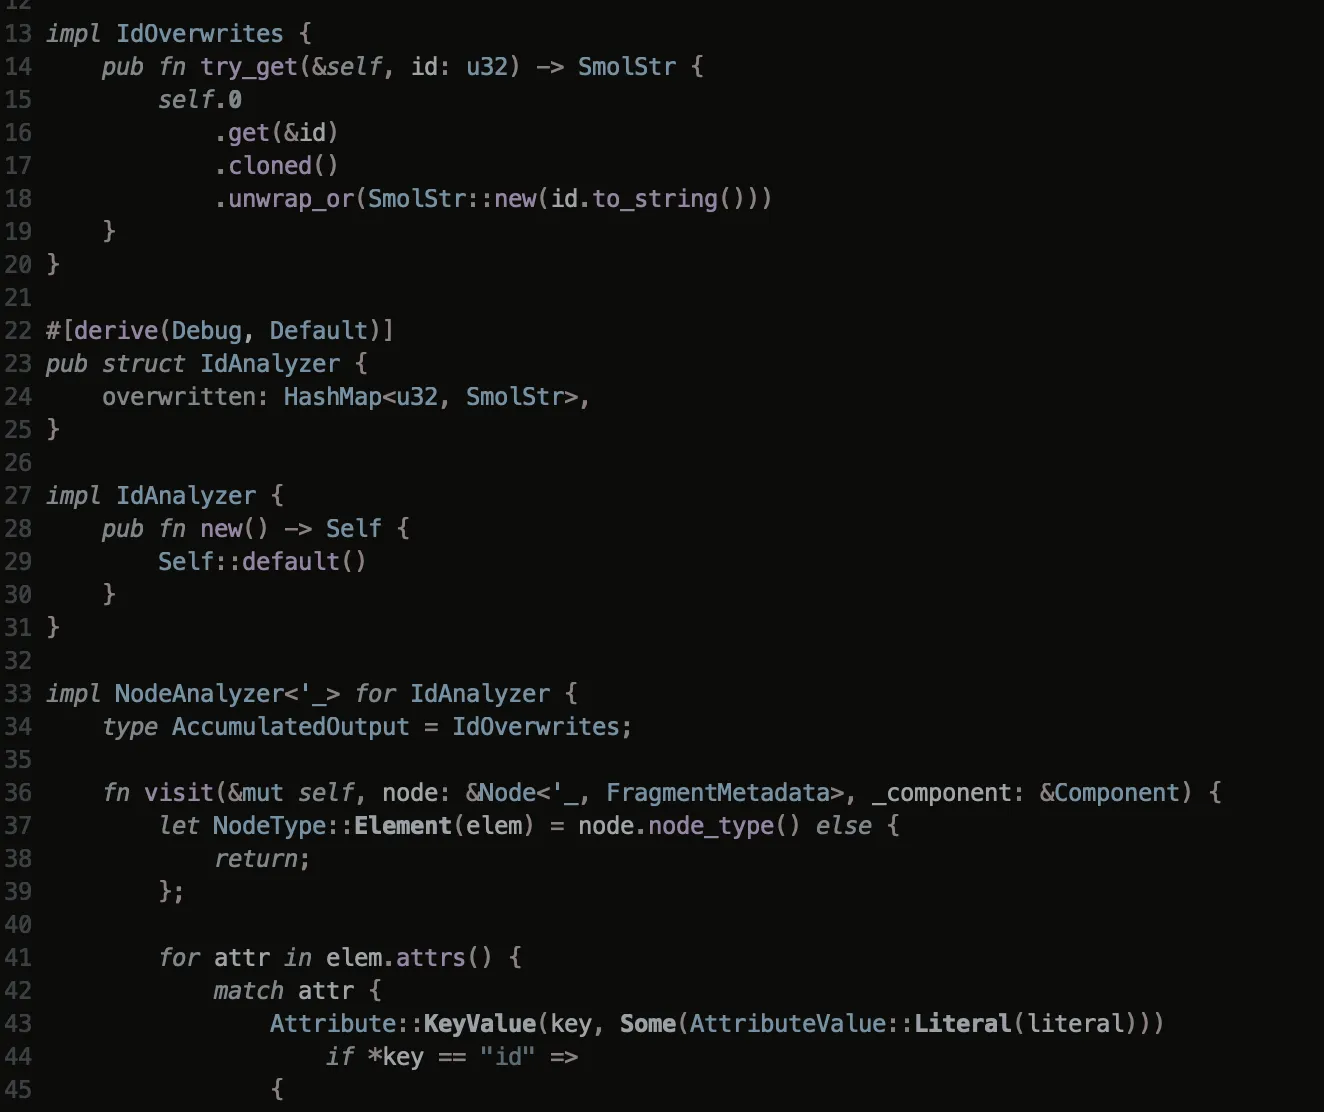 12
13 impl IdOverwrites {
14     pub fn try_get(&self, id: u32) -> SmolStr {
15         self.0
16             .get(&id)
17             .cloned()
18             .unwrap_or(SmolStr::new(id.to_string()))
19     }
20 }
21
22 #[derive(Debug, Default)]
23 pub struct IdAnalyzer {
24     overwritten: HashMap<u32, SmolStr>,
25 }
26
27 impl IdAnalyzer {
28     pub fn new() -> Self {
29         Self::default()
30     }
31 }
32
33 impl NodeAnalyzer<'_> for IdAnalyzer {
34     type AccumulatedOutput = IdOverwrites;
35
36     fn visit(&mut self, node: &Node<'_, FragmentMetadata>, _component: &Component) {
37         let NodeType::Element(elem) = node.node_type() else {
38             return;
39         };
40
41         for attr in elem.attrs() {
42             match attr {
43                 Attribute::KeyValue(key, Some(AttributeValue::Literal(literal)))
44                     if *key == "id" =>
45                 {